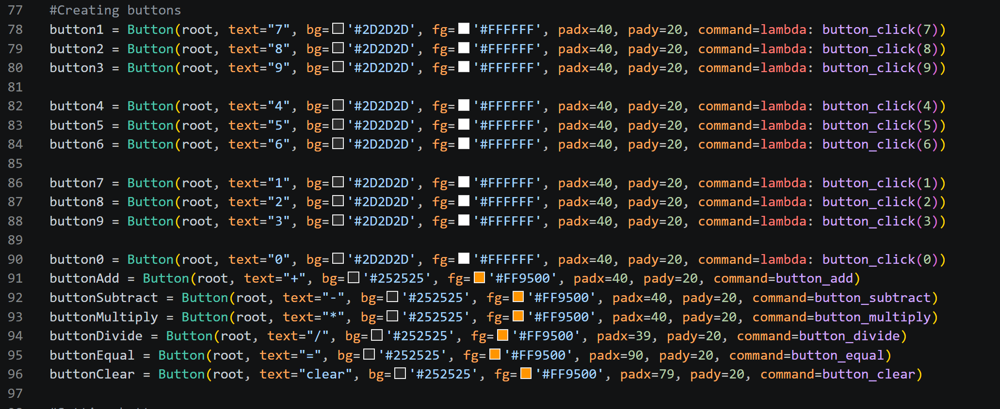 77 #Creating buttons
78 button1 = Button(root, text="7", bg='#2D2D2D', fg='#FFFFFF', padx=40, pady=20, command=lambda: button_click(7))
79 button2 = Button(root, text="8", bg='#2D2D2D', fg='#FFFFFF', padx=40, pady=20, command=lambda: button_click(8))
80 button3 = Button(root, text="9", bg='#2D2D2D', fg='#FFFFFF', padx=40, pady=20, command=lambda: button_click(9))
81
82 button4 = Button(root, text="4", bg='#2D2D2D', fg='#FFFFFF', padx=40, pady=20, command=lambda: button_click(4))
83 button5 = Button(root, text="5", bg='#2D2D2D', fg='#FFFFFF', padx=40, pady=20, command=lambda: button_click(5))
84 button6 = Button(root, text="6", bg='#2D2D2D', fg='#FFFFFF', padx=40, pady=20, command=lambda: button_click(6))
85
86 button7 = Button(root, text="1", bg='#2D2D2D', fg='#FFFFFF', padx=40, pady=20, command=lambda: button_click(1))
87 button8 = Button(root, text="2", bg='#2D2D2D', fg='#FFFFFF', padx=40, pady=20, command=lambda: button_click(2))
88 button9 = Button(root, text="3", bg='#2D2D2D', fg='#FFFFFF', padx=40, pady=20, command=lambda: button_click(3))
89
90 button0 = Button(root, text="0", bg='#2D2D2D', fg='#FFFFFF', padx=40, pady=20, command=lambda: button_click(0))
91 buttonAdd = Button(root, text="+", bg='#252525', fg='#FF9500', padx=40, pady=20, command=button_add)
92 buttonSubtract = Button(root, text="-", bg='#252525', fg='#FF9500', padx=40, pady=20, command=button_subtract)
93 buttonMultiply = Button(root, text="*", bg='#252525', fg='#FF9500', padx=40, pady=20, command=button_multiply)
94 buttonDivide = Button(root, text="/", bg='#252525', fg='#FF9500', padx=39, pady=20, command=button_divide)
95 buttonEqual = Button(root, text="=", bg='#252525', fg='#FF9500', padx=90, pady=20, command=button_equal)
96 buttonClear = Button(root, text="clear", bg='#252525', fg='#FF9500', padx=79, pady=20, command=button_clear)
97